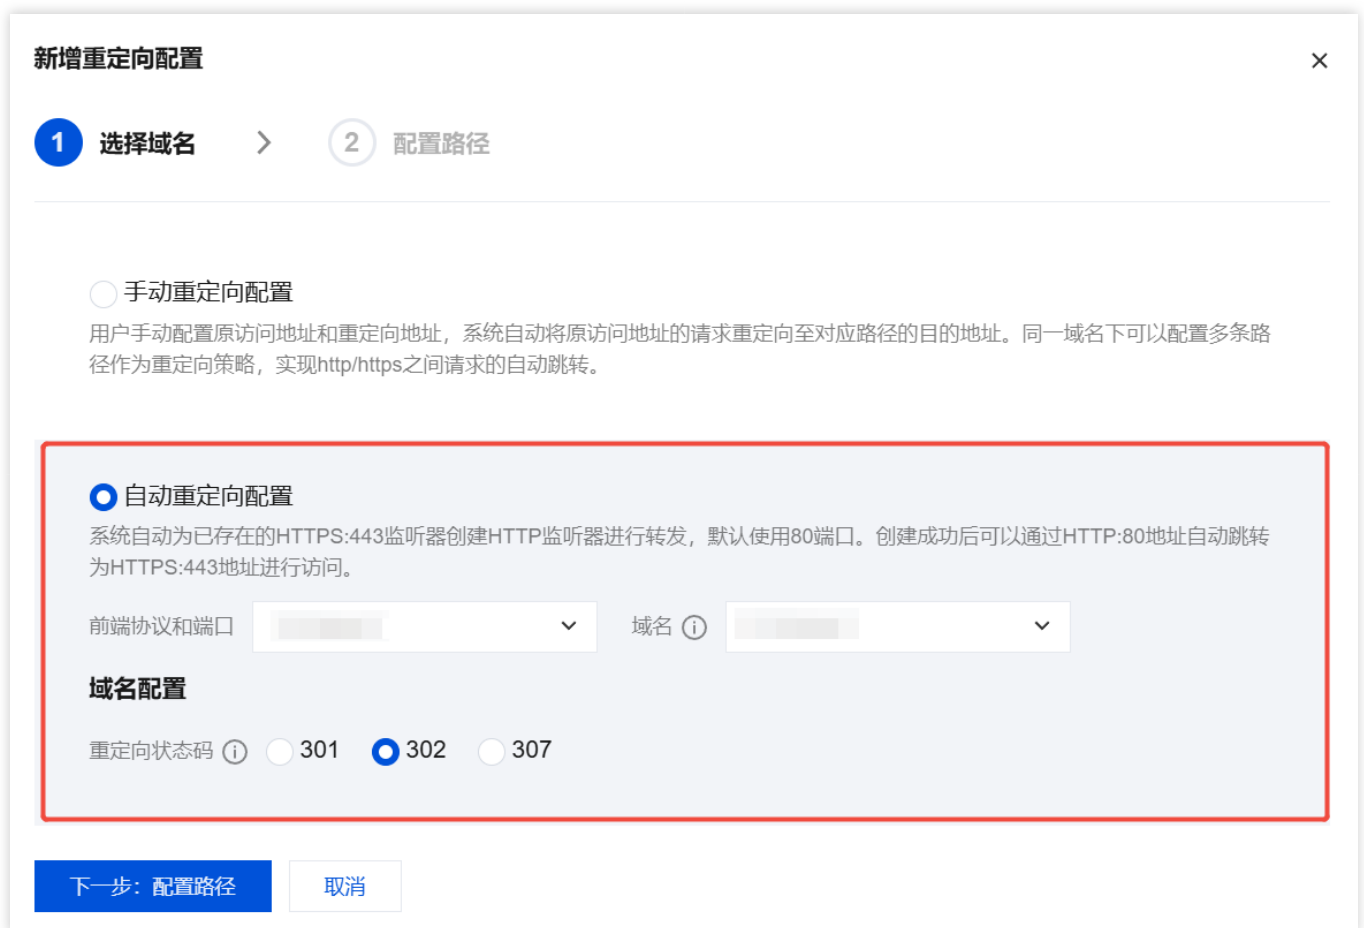 新增重定向配置
1 选择域名 2 配置路径
手动重定向配置
用户手动配置原访问地址和重定向地址，系统自动将原访问地址的请求重定向至对应路径的目的地址。同一域名下可以配置多条路
径作为重定向策略，实现http/https之间请求的自动跳转。
自动重定向配置
系统自动为已存在的HTTPS:443监听器创建HTTP监听器进行转发，默认使用80端口。创建成功后可以通过HTTP:80地址自动跳转
为HTTPS:443地址进行访问。
前端协议和端口 域名
域名配置
重定向状态码 301 302 307
下一步：配置路径 取消